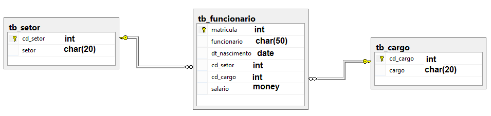 tb_setor
cd_setor int
setor char(20)
tb_funcionario
matricula int
funcionario char(50)
dt_nascimento date
cd_setor int
cd_cargo int
salario money
tb_cargo
cd_cargo int
cargo char(20)